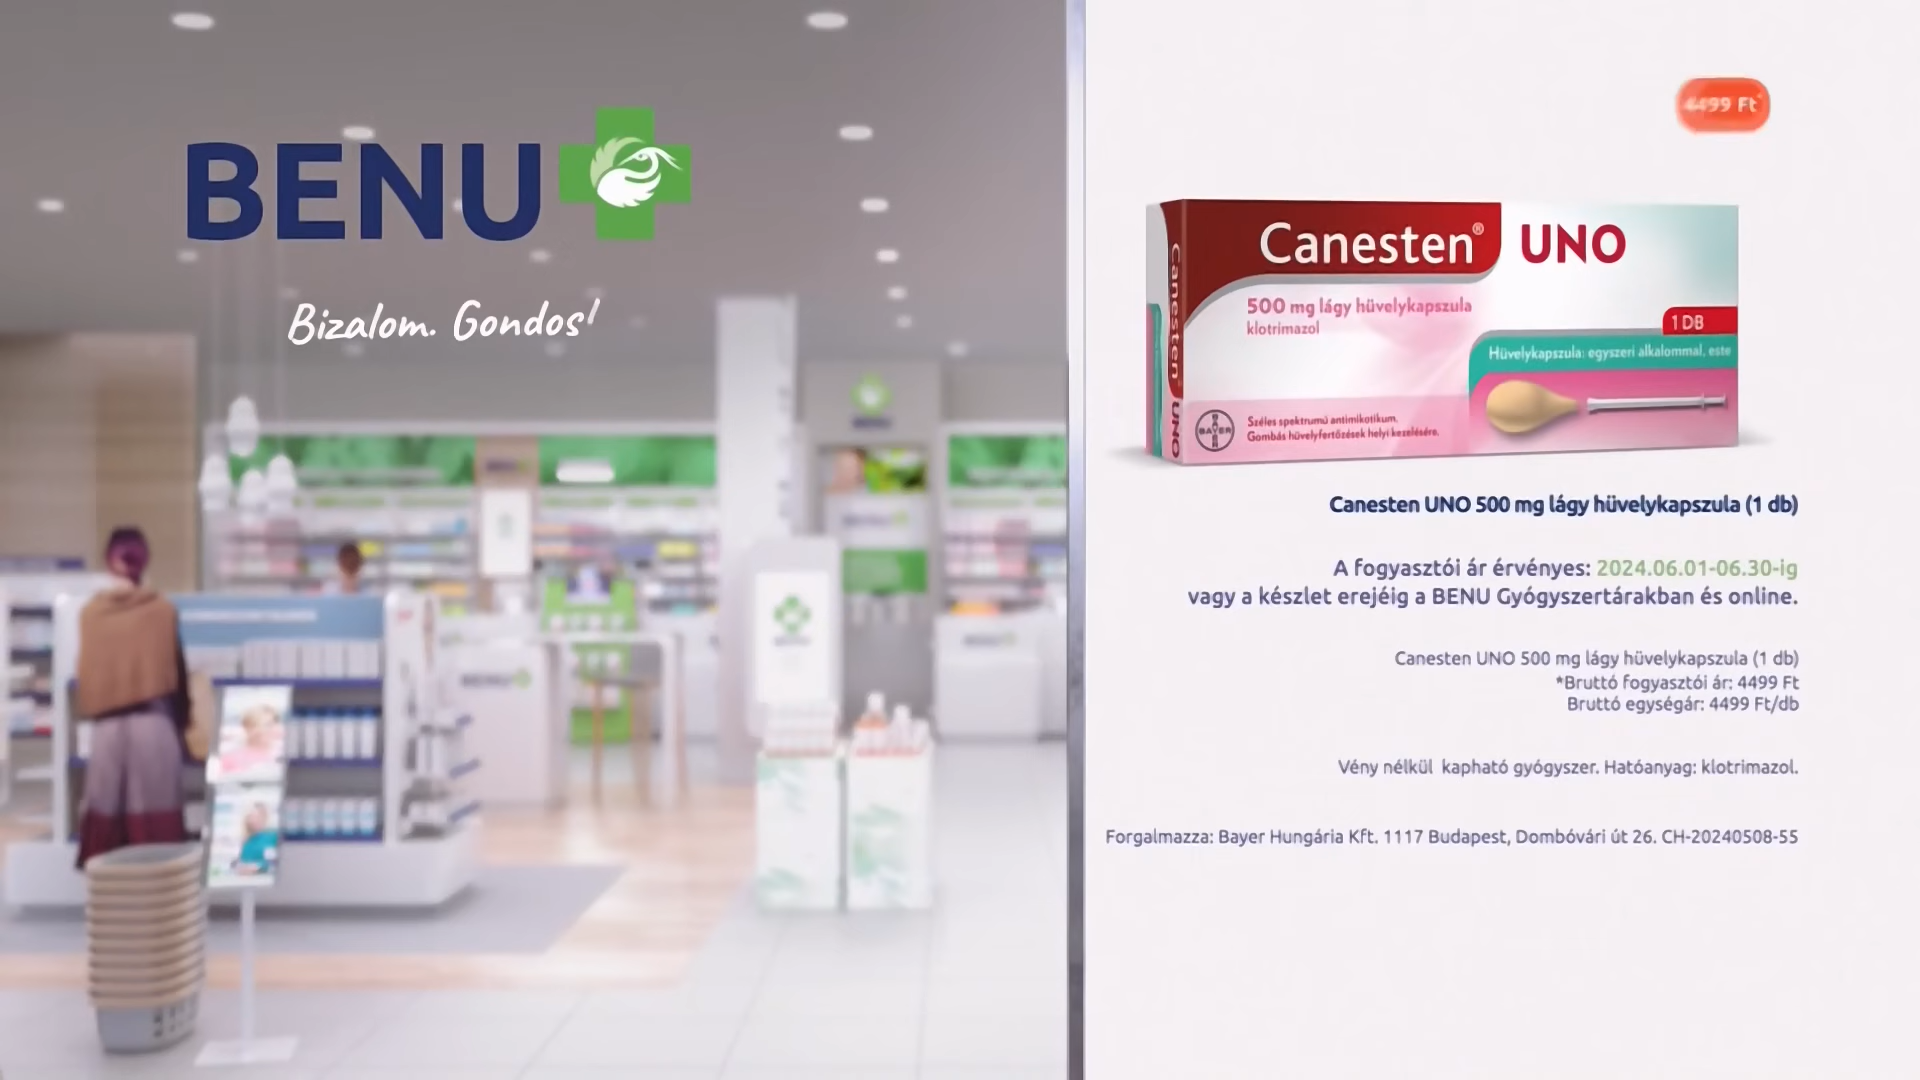 BENU
Bizalom. Gondos
4499 Ft*
Canesten® UNO
500 mg lágy hüvelykapszula
klotrimazol
1 DB
Hüvelykapszula: egyszeri alkalommal, este
Széles spektrumú antimikotikum.
Gombás hüvelyfertőzések helyi kezelésére.
BAYER
BAYER
Canesten® UNO
Canesten UNO 500 mg lágy hüvelykapszula (1 db)
A fogyasztói ár érvényes: 2024.06.01-06.30-ig
vagy a készlet erejéig a BENU Gyógyszertárakban és online.
Canesten UNO 500 mg lágy hüvelykapszula (1 db)
*Bruttó fogyasztói ár: 4499 Ft
Bruttó egységár: 4499 Ft/db
Vény nélkül kapható gyógyszer. Hatóanyag: klotrimazol.
Forgalmazza: Bayer Hungária Kft. 1117 Budapest, Dombóvári út 26. CH-20240508-55
BENU